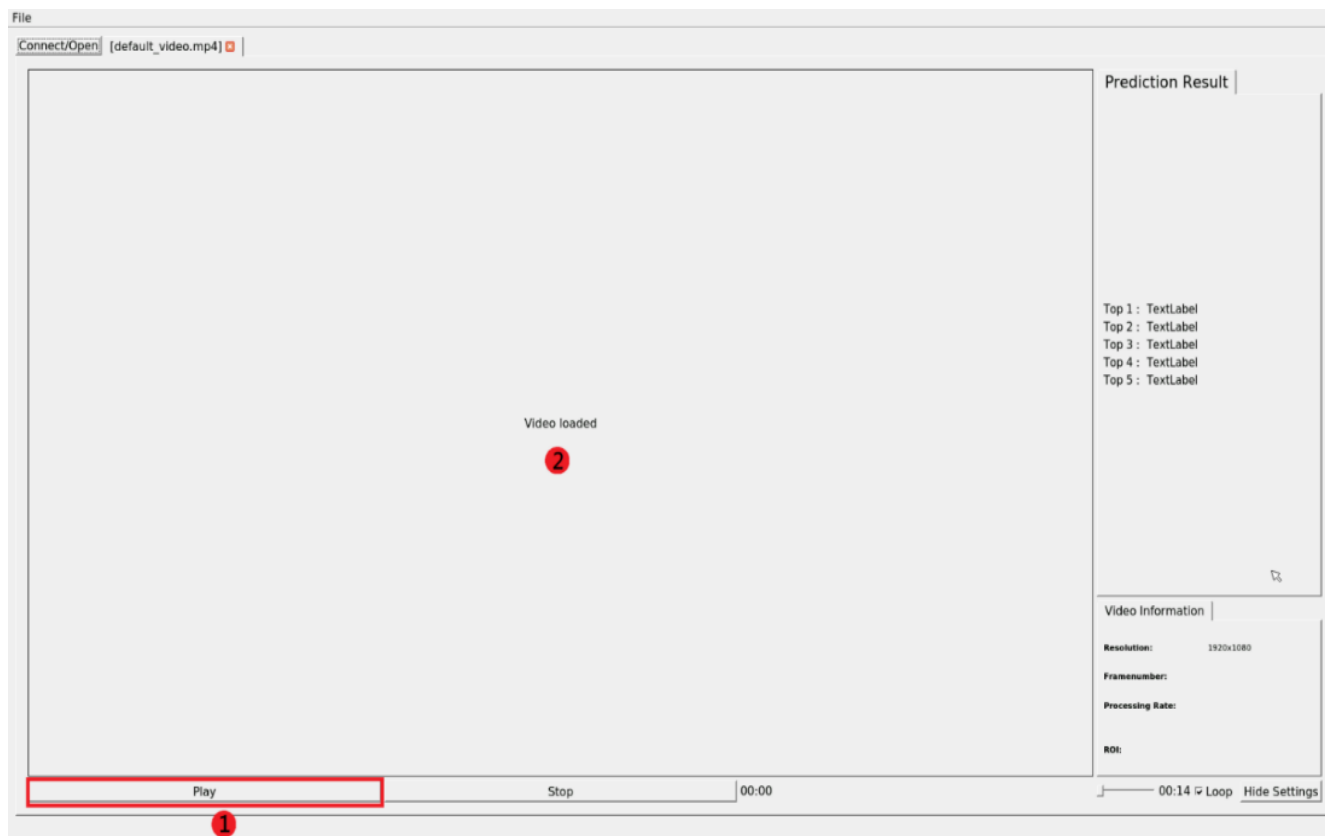 File
Connect/Open [default_video.mp4]
Prediction Result
Top 1 : TextLabel
Top 2 : TextLabel
Top 3 : TextLabel
Top 4 : TextLabel
Top 5 : TextLabel
Video loaded
2
Video Information
Resolution: 1920x1080
Framenumber:
Processing Rate:
ROI:
Play Stop 00:00 00:14 Loop Hide Settings
1